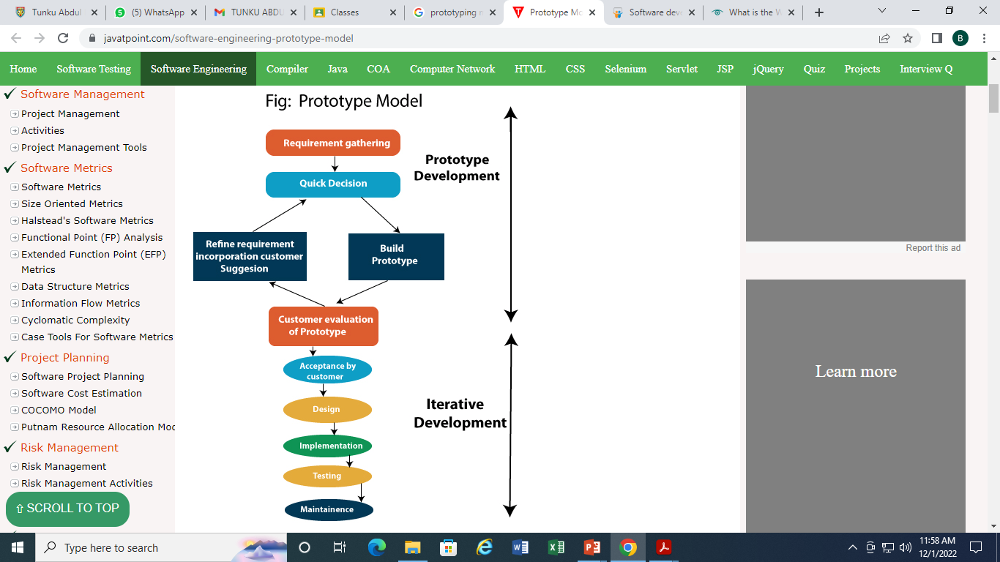 Tunku Abdul
(5) WhatsApp
TUNKU ABDU
Classes
prototyping m
Prototype Mo
Software deve
What is the W
javatpoint.com/software-engineering-prototype-model
B
Home Software Testing Software Engineering Compiler Java COA Computer Network HTML CSS Selenium Servlet JSP jQuery Quiz Projects Interview Q
Software Management
Project Management
Activities
Project Management Tools
Software Metrics
Software Metrics
Size Oriented Metrics
Halstead's Software Metrics
Functional Point (FP) Analysis
Extended Function Point (EFP)
Metrics
Data Structure Metrics
Information Flow Metrics
Cyclomatic Complexity
Case Tools For Software Metrics
Project Planning
Software Project Planning
Software Cost Estimation
COCOMO Model
Putnam Resource Allocation Mod
Risk Management
Risk Management
Risk Management Activities
⇧ SCROLL TO TOP
Fig: Prototype Model
Requirement gathering
Quick Decision
Prototype
Development
Refine requirement
incorporation customer
Suggesion
Build
Prototype
Customer evaluation
of Prototype
Acceptance by
customer
Design
Iterative
Development
Implementation
Testing
Maintainence
Report this ad
Learn more
Type here to search
11:58 AM
12/1/2022